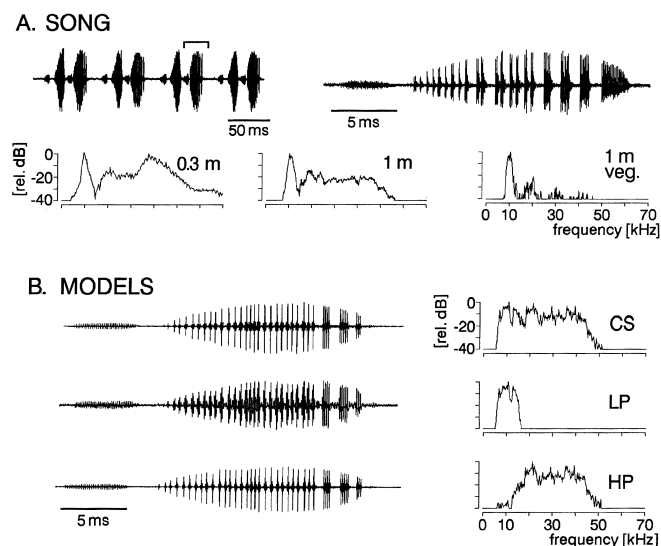 A. SONG
50 ms
5 ms
[rel. dB]
0
-20
-40
0.3 m
1 m
1 m
veg.
0 10 30 50 70
frequency [kHz]
B. MODELS
[rel. dB]
0
-20
-40
CS
LP
HP
5 ms
0 10 30 50 70
frequency [kHz]